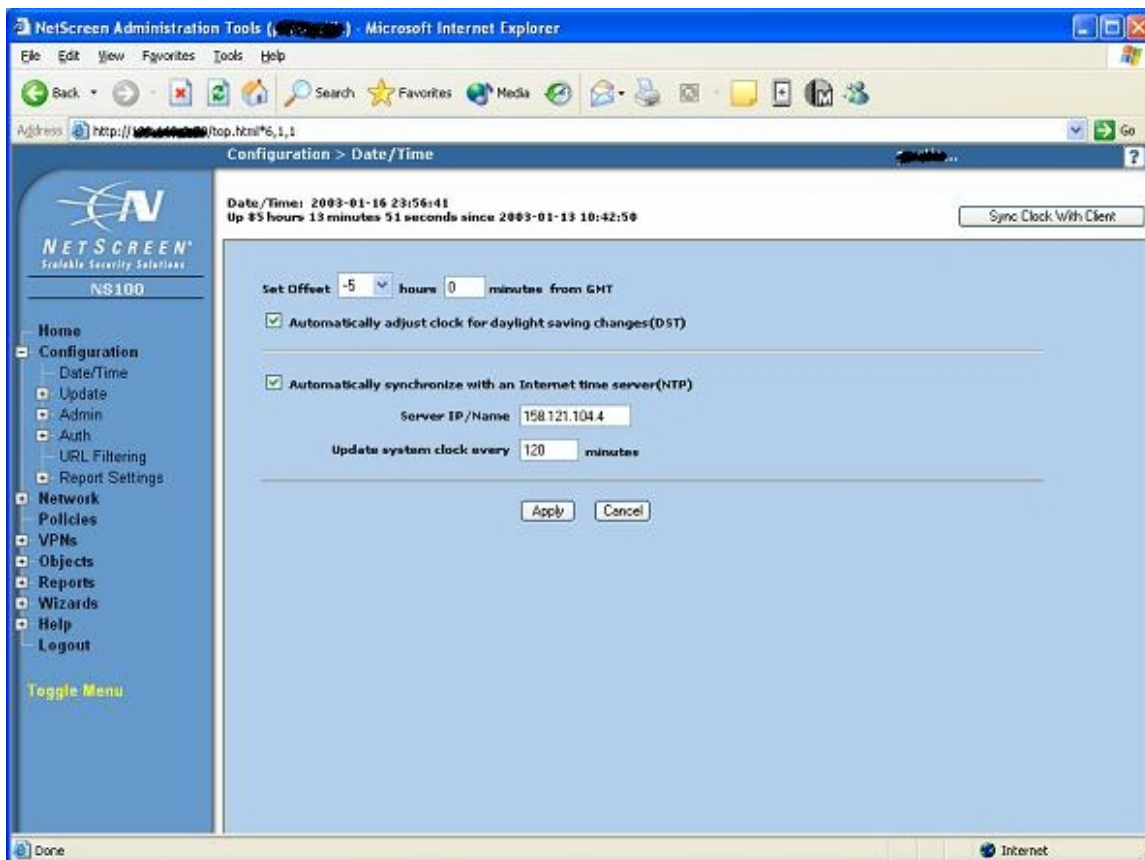 NetScreen Administration Tools ( ) - Microsoft Internet Explorer
File Edit View Favorites Tools Help
Back Search Favorites Media
Address http:// /top.html*6,1,1 Go
Configuration > Date/Time ... ?
Date/Time: 2003-01-16 23:56:41
Up 85 hours 13 minutes 51 seconds since 2003-01-13 10:42:50
Sync Clock With Client
N
NETSCREEN
Scalable Security Solutions
NS100
Home
Configuration
Date/Time
Update
Admin
Auth
URL Filtering
Report Settings
Network
Policies
VPNs
Objects
Reports
Wizards
Help
Logout
Toggle Menu
Set Offset -5 hours 0 minutes from GMT
Automatically adjust clock for daylight saving changes(DST)
Automatically synchronize with an Internet time server(NTP)
Server IP/Name 158.121.104.4
Update system clock every 120 minutes
Apply Cancel
Done Internet